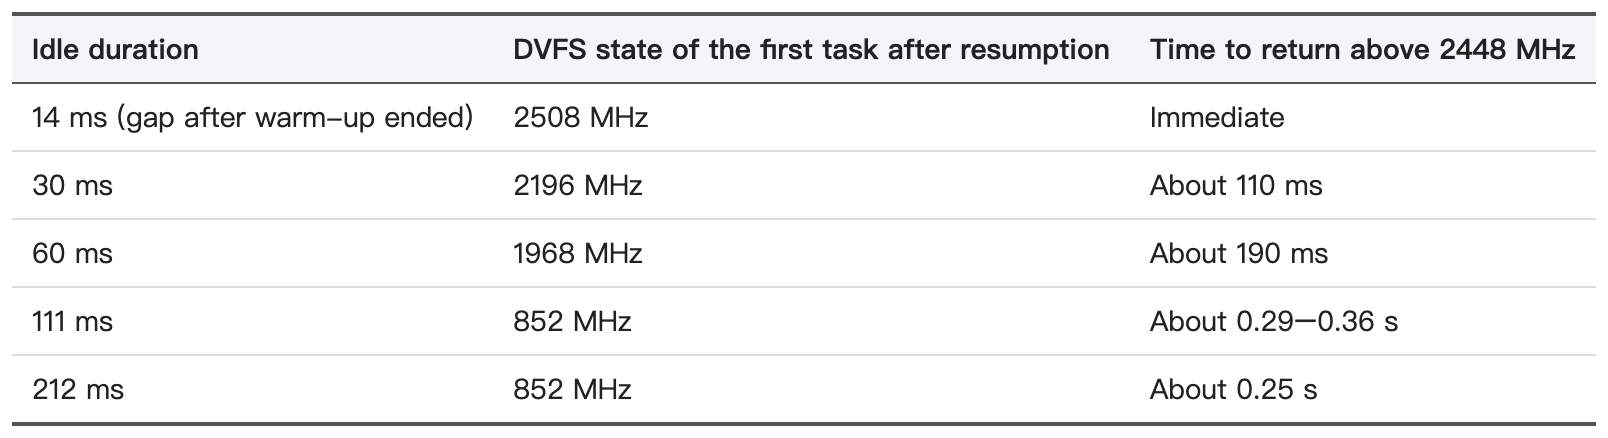 Idle duration DVFS state of the first task after resumption Time to return above 2448 MHz
14 ms (gap after warm–up ended) 2508 MHz Immediate
30 ms 2196 MHz About 110 ms
60 ms 1968 MHz About 190 ms
111 ms 852 MHz About 0.29—0.36 s
212 ms 852 MHz About 0.25 s